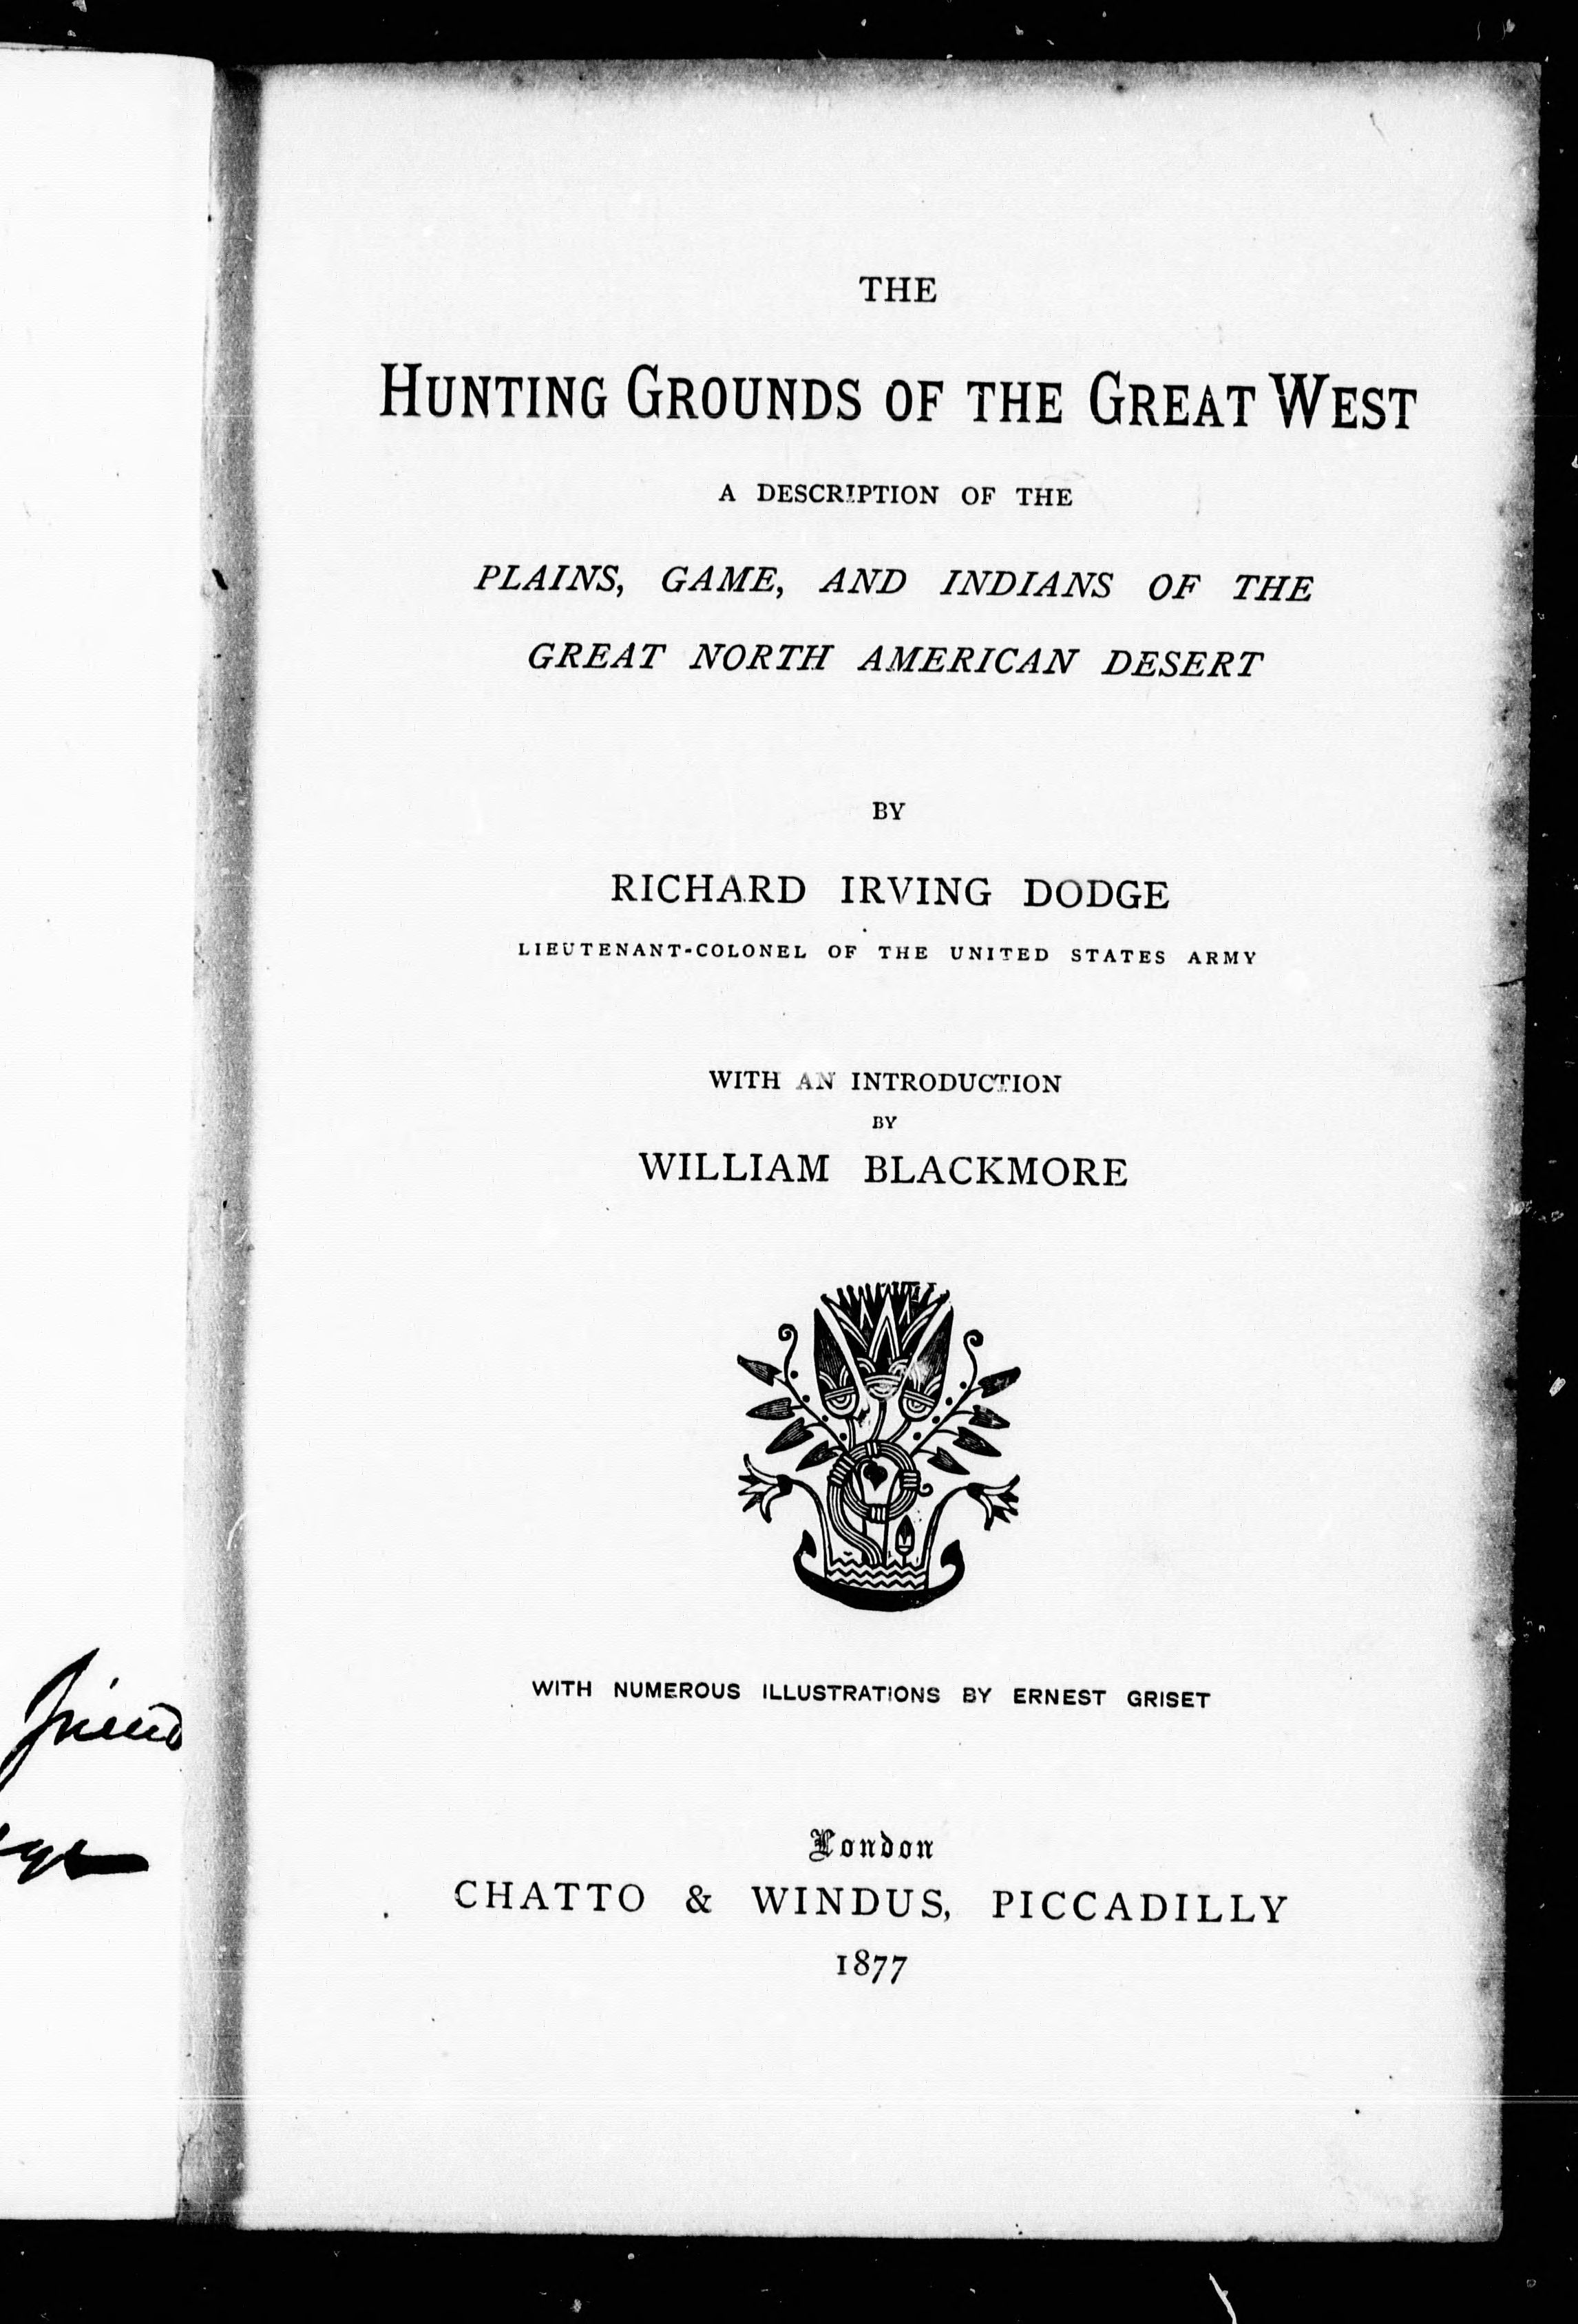 THE
HUNTING GROUNDS OF THE GREAT WEST
A DESCRIPTION OF THE
PLAINS, GAME, AND INDIANS OF THE
GREAT NORTH AMERICAN DESERT
BY
RICHARD IRVING DODGE
LIEUTENANT-COLONEL OF THE UNITED STATES ARMY
WITH AN INTRODUCTION
BY
WILLIAM BLACKMORE
WITH NUMEROUS ILLUSTRATIONS BY ERNEST GRISET
London
CHATTO & WINDUS, PICCADILLY
1877
friend